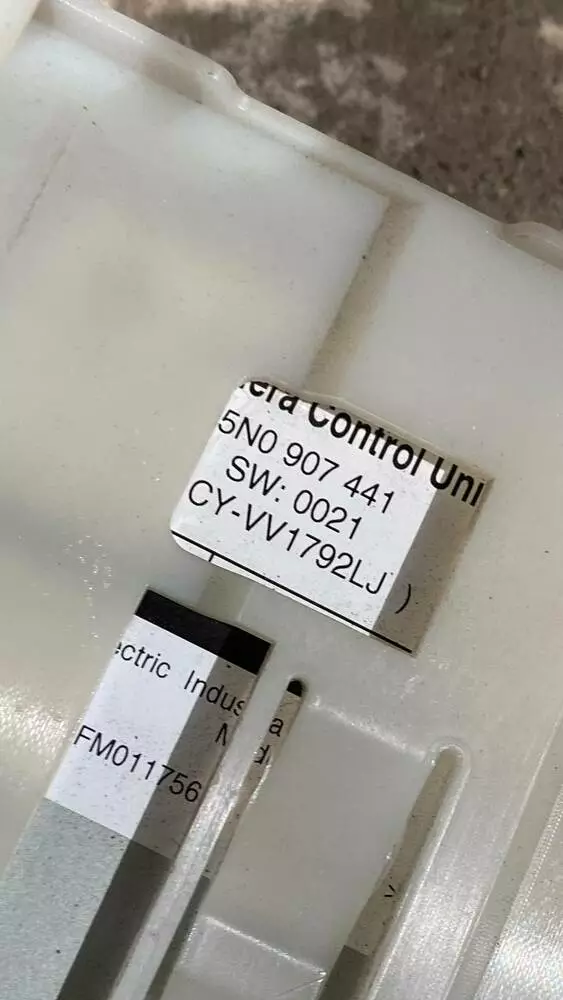 era Control Uni
5N0 907 441
SW: 0021
CY-VV1792LJ )
ectric Indus a
M d
FM011756